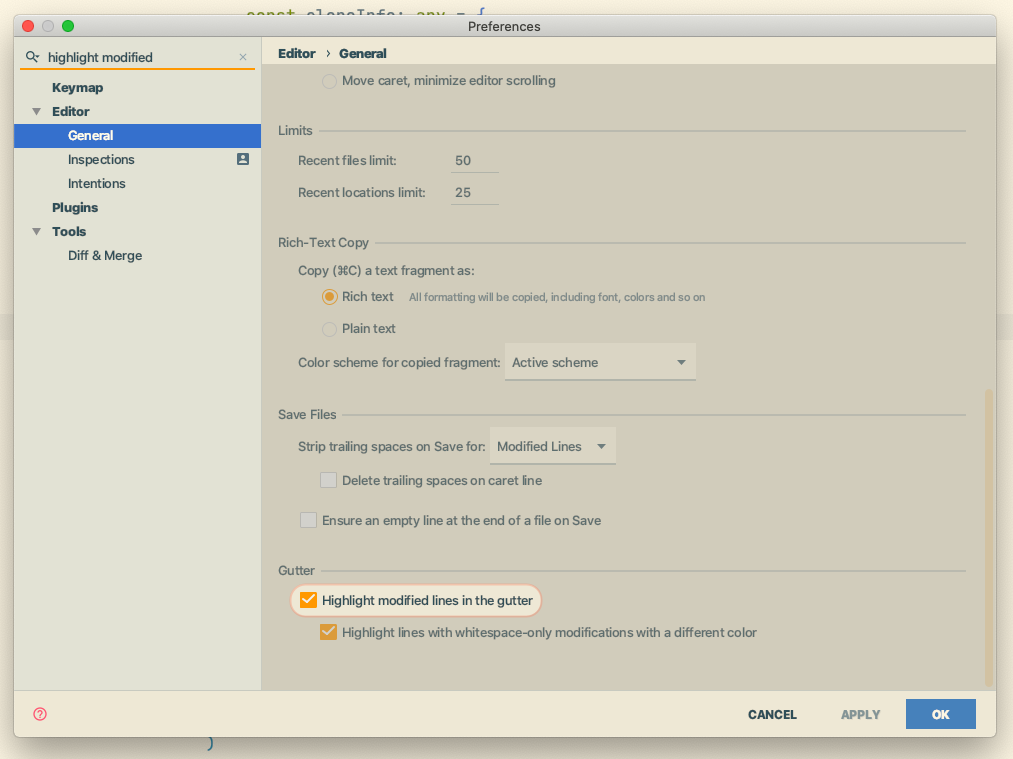 Preferences
highlight modified
Keymap
Editor
General
Inspections
Intentions
Plugins
Tools
Diff & Merge
Editor › General
Move caret, minimize editor scrolling
Limits
Recent files limit: 50
Recent locations limit: 25
Rich-Text Copy
Copy (⌘C) a text fragment as:
Rich text All formatting will be copied, including font, colors and so on
Plain text
Color scheme for copied fragment: Active scheme
Save Files
Strip trailing spaces on Save for: Modified Lines
Delete trailing spaces on caret line
Ensure an empty line at the end of a file on Save
Gutter
Highlight modified lines in the gutter
Highlight lines with whitespace-only modifications with a different color
? CANCEL APPLY OK
)